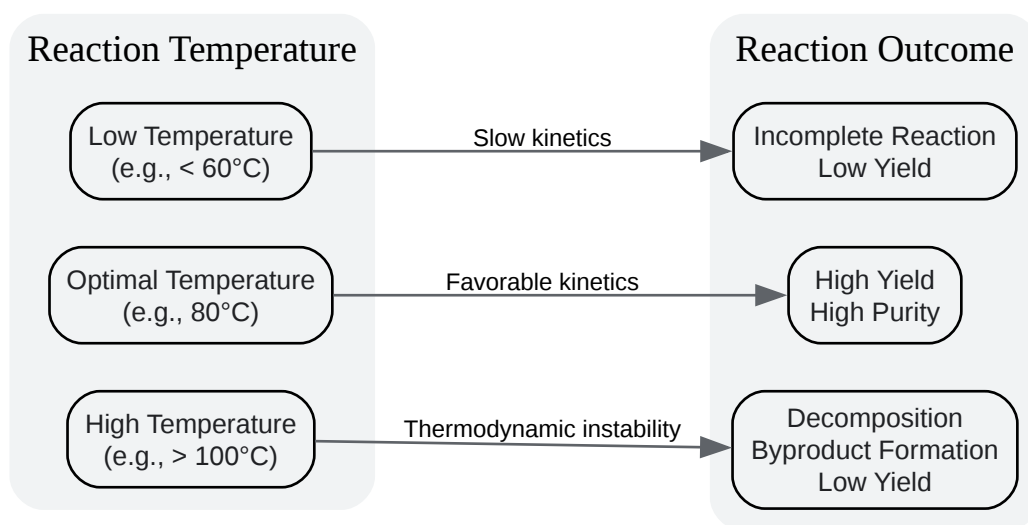 Reaction Temperature
Reaction Outcome
Low Temperature
(e.g., < 60°C)
Slow kinetics
Incomplete Reaction
Low Yield
Optimal Temperature
(e.g., 80°C)
Favorable kinetics
High Yield
High Purity
High Temperature
(e.g., > 100°C)
Thermodynamic instability
Decomposition
Byproduct Formation
Low Yield